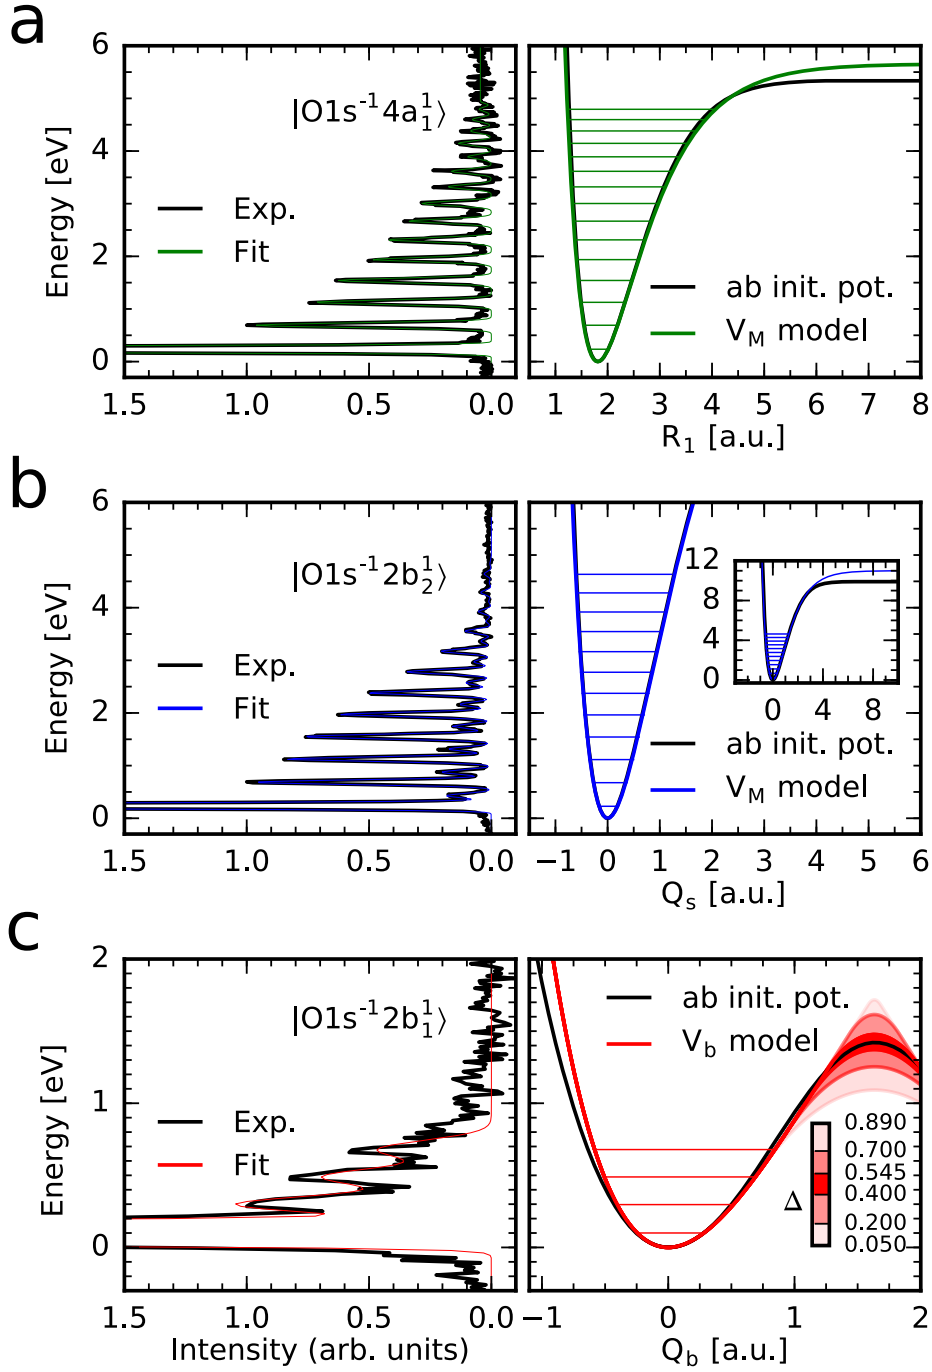 a
6
4
2
0
Energy [eV]
|O1s⁻¹4a₁¹⟩
Exp.
Fit
1.5 1.0 0.5 0.0
ab init. pot.
V_M model
1 2 3 4 5 6 7 8
R₁ [a.u.]
b
6
4
2
0
Energy [eV]
|O1s⁻¹2b₂¹⟩
Exp.
Fit
1.5 1.0 0.5 0.0
12
8
4
0
0 4 8
ab init. pot.
V_M model
−1 0 1 2 3 4 5 6
Q_s [a.u.]
c
2
1
0
Energy [eV]
|O1s⁻¹2b₁¹⟩
Exp.
Fit
1.5 1.0 0.5 0.0
Intensity (arb. units)
ab init. pot.
V_b model
Δ
0.890
0.700
0.545
0.400
0.200
0.050
−1 0 1 2
Q_b [a.u.]